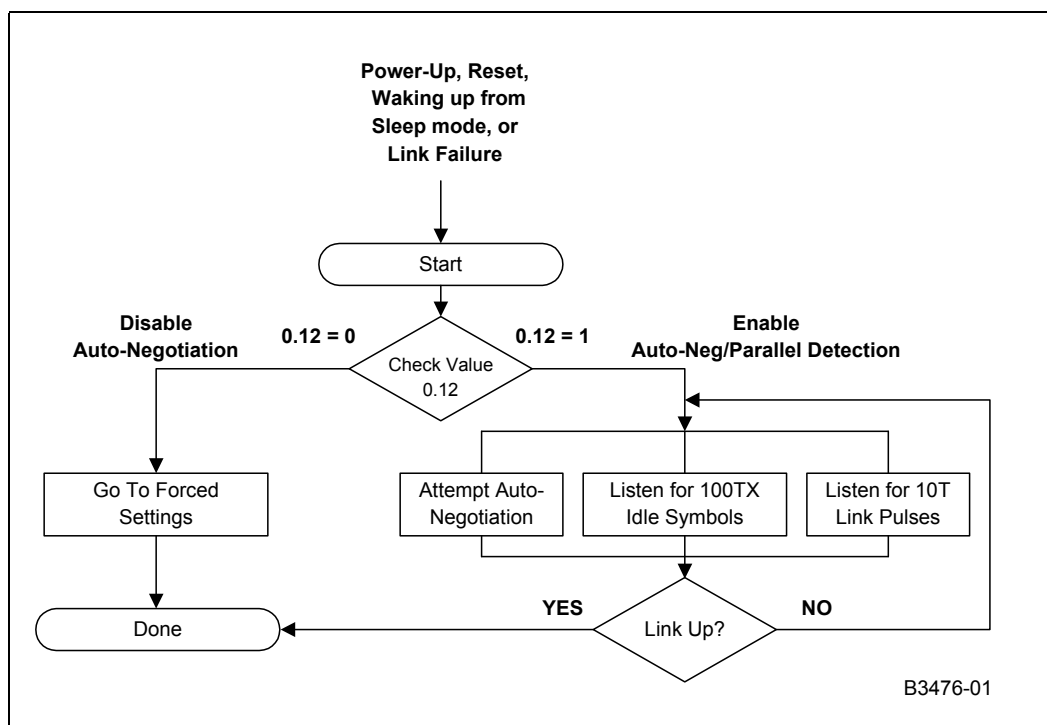 Power-Up, Reset,
Waking up from
Sleep mode, or
Link Failure
Start
Disable
Auto-Negotiation
0.12 = 0
0.12 = 1
Enable
Auto-Neg/Parallel Detection
Check Value
0.12
Go To Forced
Settings
Attempt Auto-
Negotiation
Listen for 100TX
Idle Symbols
Listen for 10T
Link Pulses
YES
NO
Done
Link Up?
B3476-01